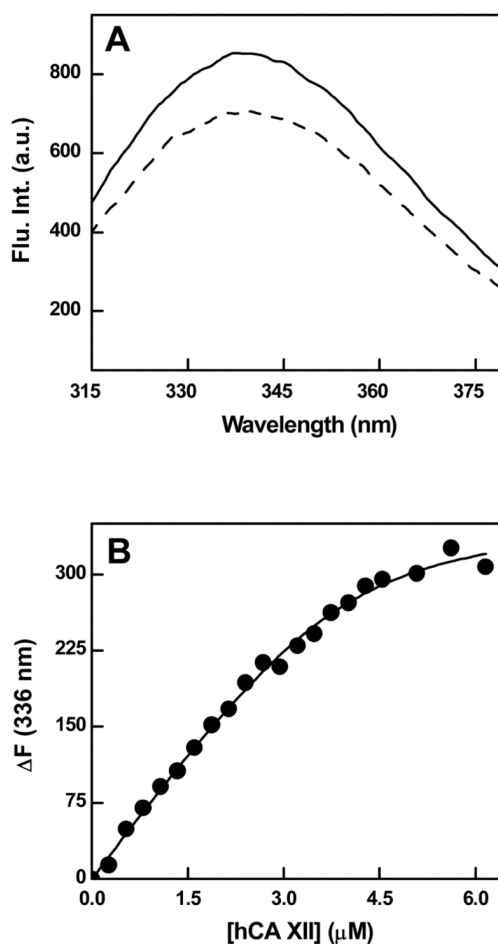 A
800
600
400
200
Flu. Int. (a.u.)
315 330 345 360 375
Wavelength (nm)
B
300
225
150
75
0
ΔF (336 nm)
0.0 1.5 3.0 4.5 6.0
[hCA XII] (μM)